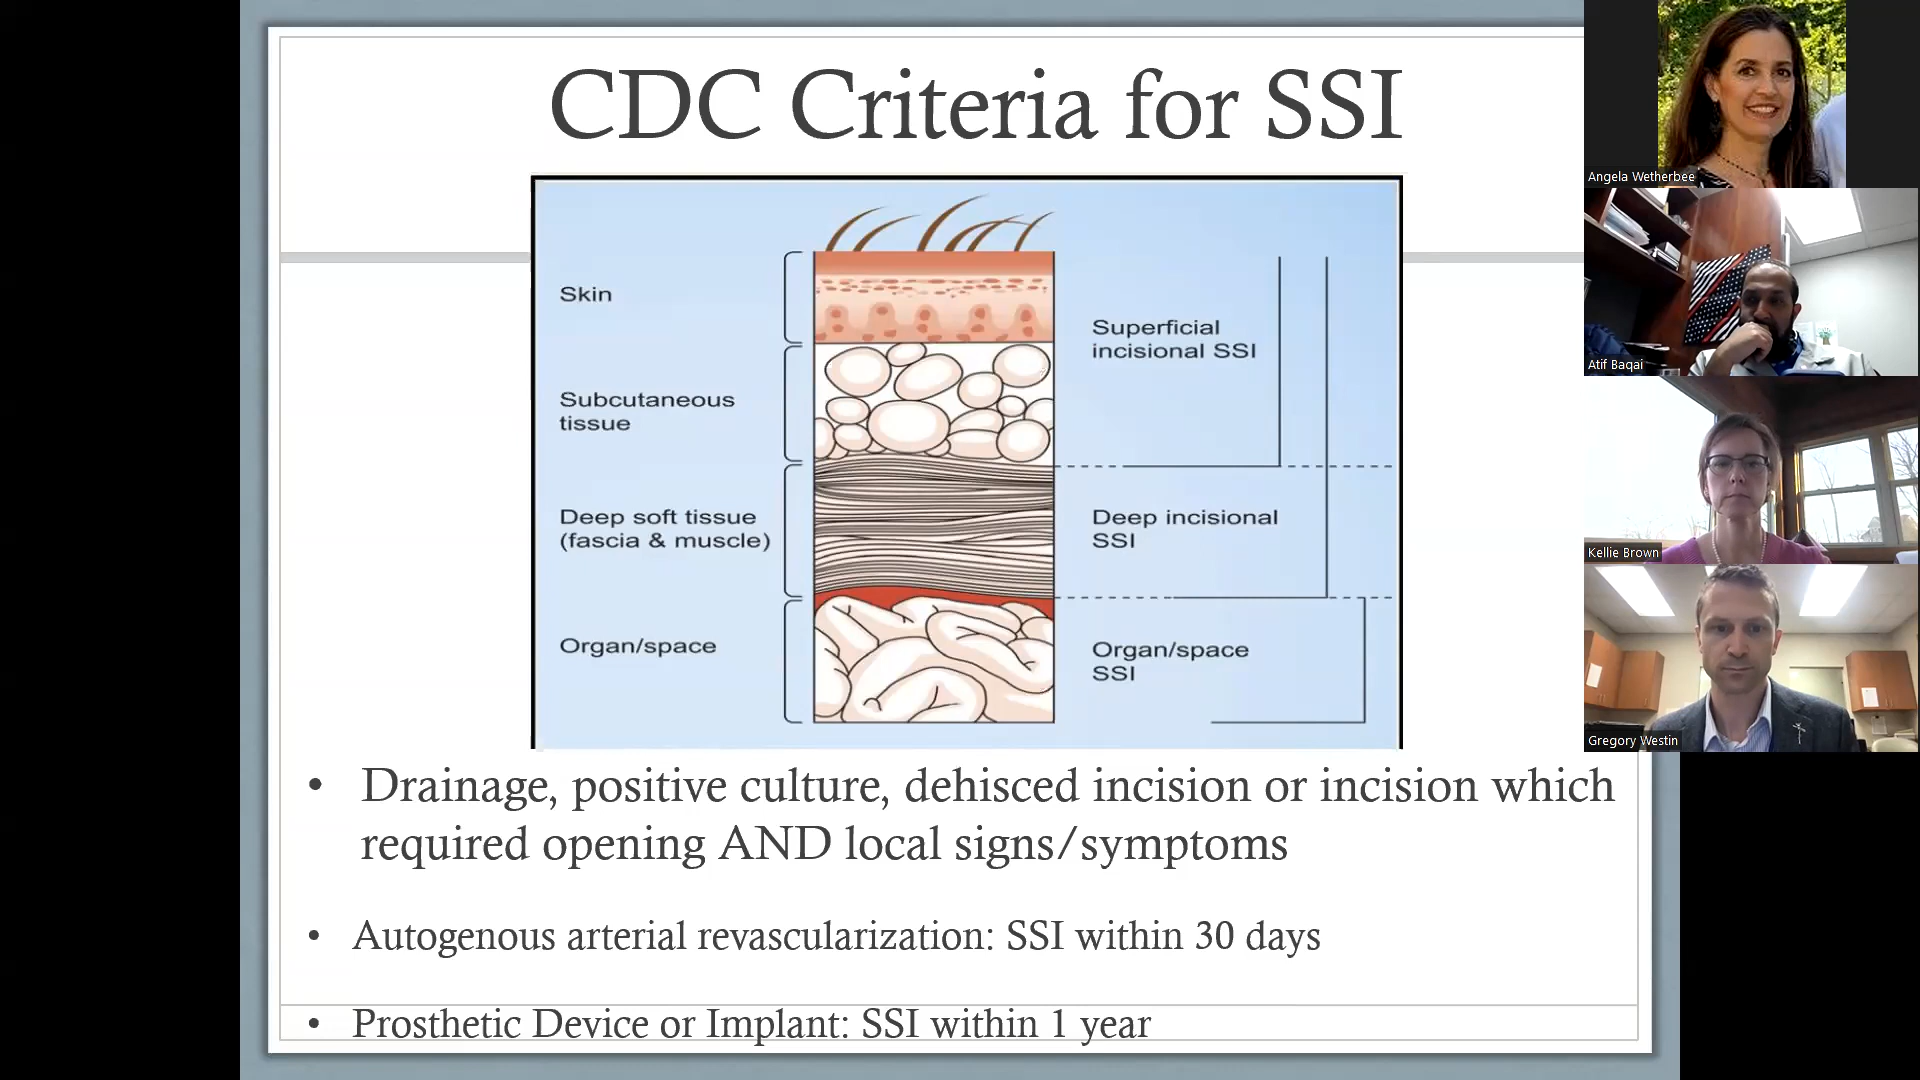 CDC Criteria for SSI
Skin
Subcutaneous
tissue
Deep soft tissue
(fascia & muscle)
Organ/space
Superficial
incisional SSI
Deep incisional
SSI
Organ/space
SSI
• Drainage, positive culture, dehisced incision or incision which
required opening AND local signs/symptoms
• Autogenous arterial revascularization: SSI within 30 days
• Prosthetic Device or Implant: SSI within 1 year
Angela Wetherbee
Atif Baqai
Kellie Brown
Gregory Westin